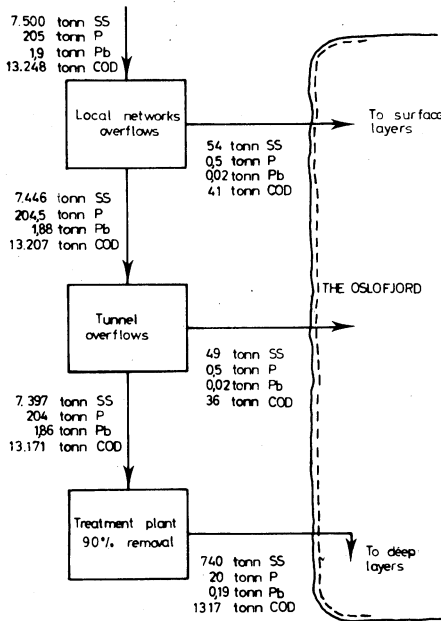 7.500 tonn SS
205 tonn P
1,9 tonn Pb
13.248 tonn COD
Local networks
overflows
To surface
layers
54 tonn SS
0,5 tonn P
0,02 tonn Pb
41 tonn COD
7.446 tonn SS
204,5 tonn P
1,88 tonn Pb
13.207 tonn COD
THE OSLOFJORD
Tunnel
overflows
49 tonn SS
0,5 tonn P
0,02 tonn Pb
36 tonn COD
7.397 tonn SS
204 tonn P
1,86 tonn Pb
13.171 tonn COD
Treatment plant
90% removal
To deep
layers
740 tonn SS
20 tonn P
0,19 tonn Pb
1317 tonn COD